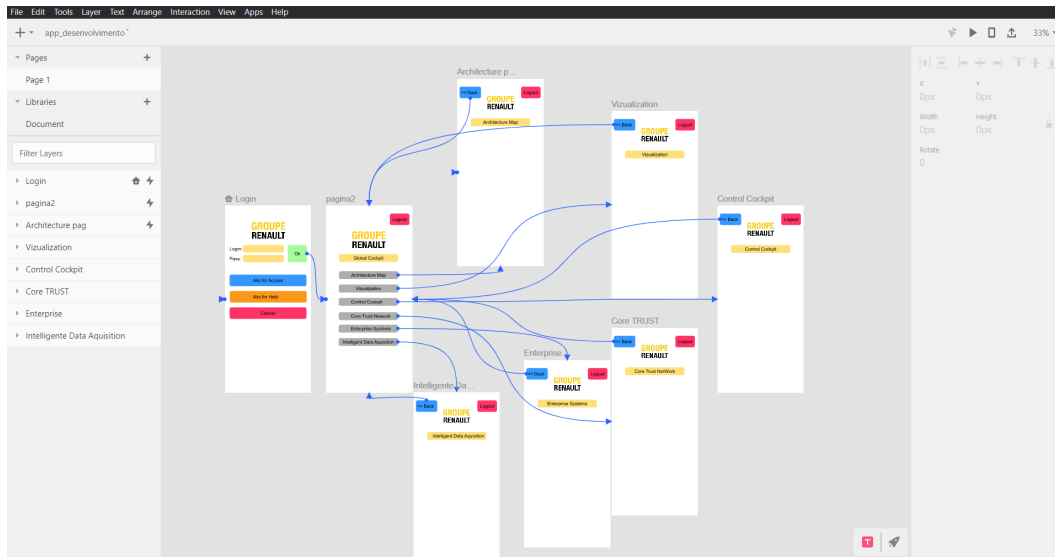 File Edit Tools Layer Text Arrange Interaction View Apps Help
app_desenvolvimento*
33%
Pages
Page 1
Libraries
Document
Filter Layers
Login
pagina2
Architecture pag
Vizualization
Control Cockpit
Core TRUST
Enterprise
Intelligente Data Aquisition
X Y
0px 0px
Width Height
0px 0px
Rotate
0
Architecture p...
<< Back
Logout
GROUPE
RENAULT
Architecture Map
Vizualization
<< Back
Logout
GROUPE
RENAULT
Vizualization
Control Cockpit
<< Back
Logout
GROUPE
RENAULT
Control Cockpit
Login
GROUPE
RENAULT
Login:
Pass:
Ok
Aks for Access
Aks for Help
Cancel
pagina2
Logout
GROUPE
RENAULT
Global Cockpit
Architecture Map
Vizualization
Control Cockpit
Core Trust Network
Enterprise Systems
Intelligent Data Aquisition
Core TRUST
<< Back
Logout
GROUPE
RENAULT
Core Trust NetWork
Enterprise
<< Back
Logout
GROUPE
RENAULT
Enterprise Systems
Intelligente Da...
<< Back
Logout
GROUPE
RENAULT
Intelligent Data Aquisition
T